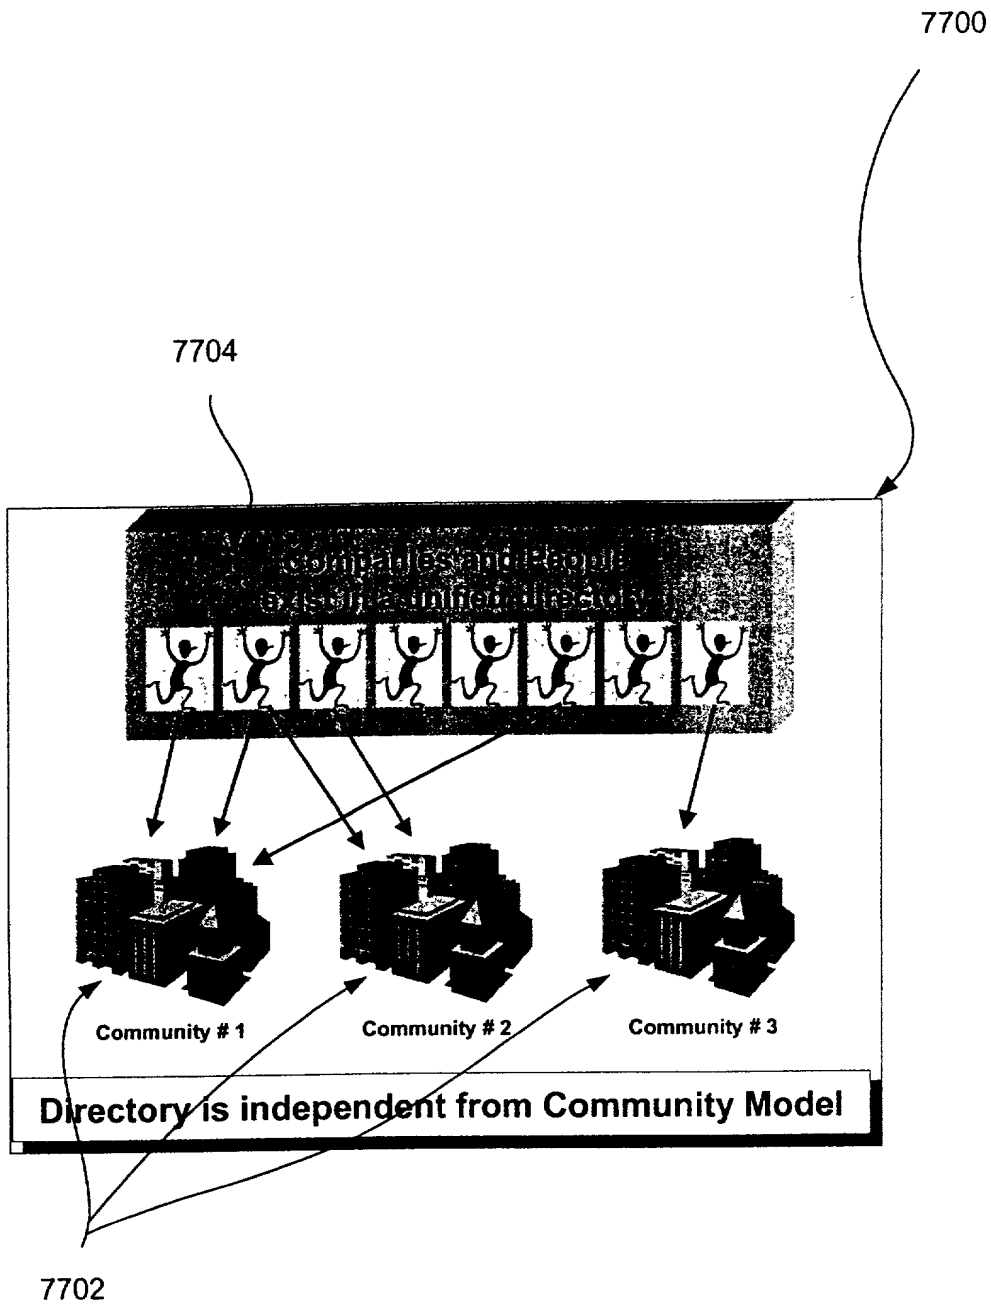 7700
7704
Companies and People
exist in a unified directory
Community # 1
Community # 2
Community # 3
Directory is independent from Community Model
7702